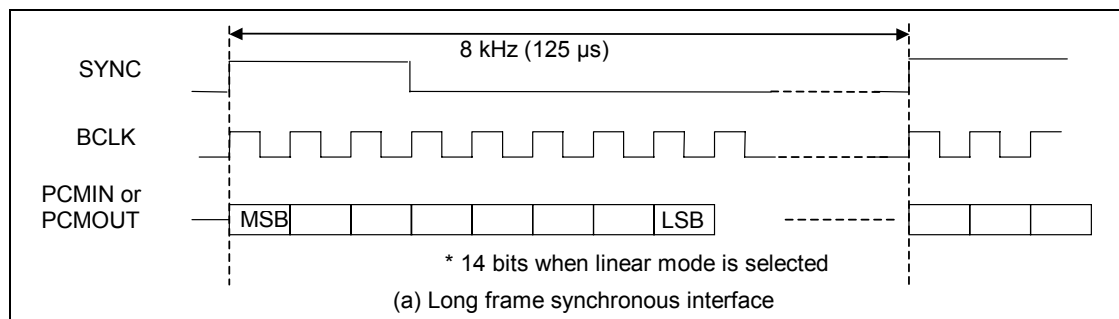 8 kHz (125 µs)
SYNC
BCLK
PCMIN or
PCMOUT
MSB
LSB
* 14 bits when linear mode is selected
(a) Long frame synchronous interface